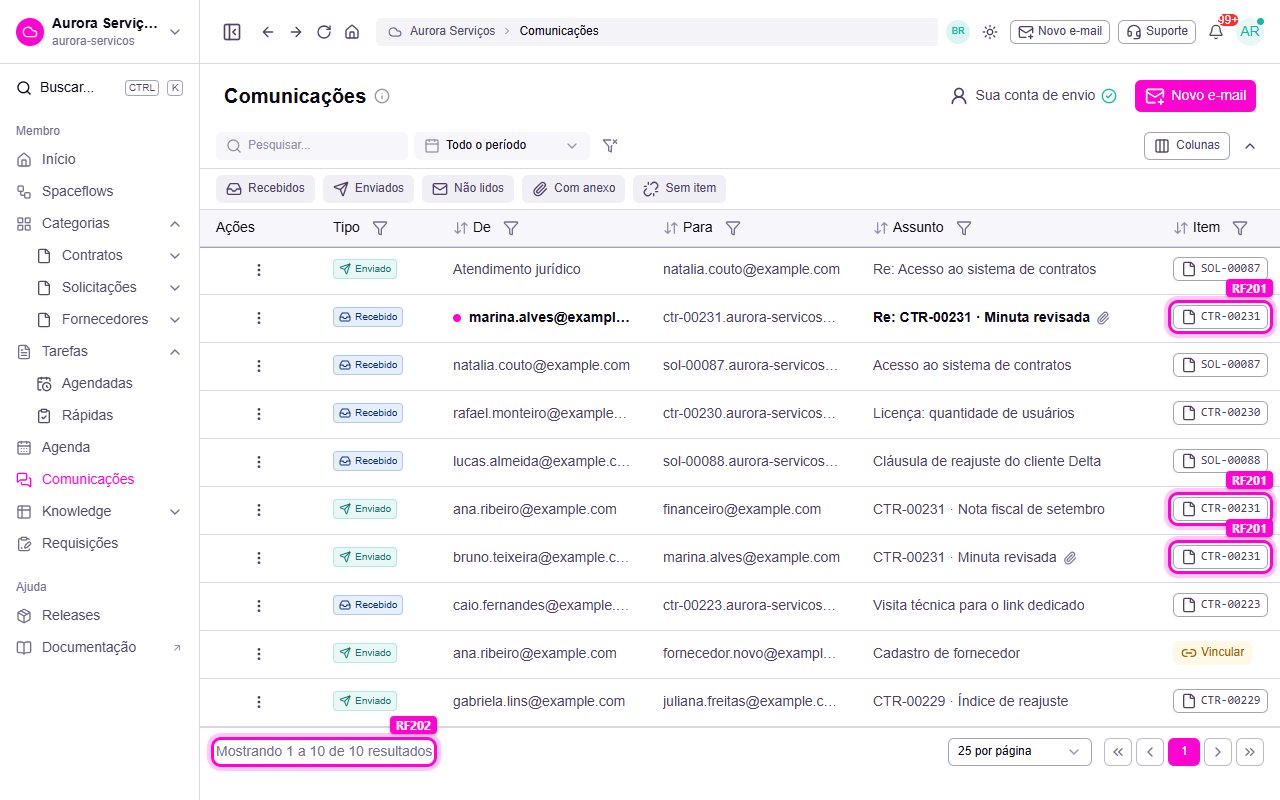 Aurora Serviç...
aurora-servicos
Aurora Serviços > Comunicações
BR
Novo e-mail
Suporte
99+
AR
Buscar...
CTRL K
Membro
Início
Spaceflows
Categorias
Contratos
Solicitações
Fornecedores
Tarefas
Agendadas
Rápidas
Agenda
Comunicações
Knowledge
Requisições
Ajuda
Releases
Documentação
Comunicações
Sua conta de envio
Novo e-mail
Pesquisar...
Todo o período
Colunas
Recebidos
Enviados
Não lidos
Com anexo
Sem item
Ações Tipo De Para Assunto Item
Enviado Atendimento jurídico natalia.couto@example.com Re: Acesso ao sistema de contratos SOL-00087
RF201
Recebido marina.alves@exampl... ctr-00231.aurora-servicos... Re: CTR-00231 · Minuta revisada CTR-00231
Recebido natalia.couto@example.com sol-00087.aurora-servicos... Acesso ao sistema de contratos SOL-00087
Recebido rafael.monteiro@example... ctr-00230.aurora-servicos... Licença: quantidade de usuários CTR-00230
Recebido lucas.almeida@example.c... sol-00088.aurora-servicos... Cláusula de reajuste do cliente Delta SOL-00088
RF201
Enviado ana.ribeiro@example.com financeiro@example.com CTR-00231 · Nota fiscal de setembro CTR-00231
RF201
Enviado bruno.teixeira@example.c... marina.alves@example.com CTR-00231 · Minuta revisada CTR-00231
Recebido caio.fernandes@example.... ctr-00223.aurora-servicos... Visita técnica para o link dedicado CTR-00223
Enviado ana.ribeiro@example.com fornecedor.novo@exampl... Cadastro de fornecedor Vincular
Enviado gabriela.lins@example.com juliana.freitas@example.c... CTR-00229 · Índice de reajuste CTR-00229
RF202
Mostrando 1 a 10 de 10 resultados
25 por página
1